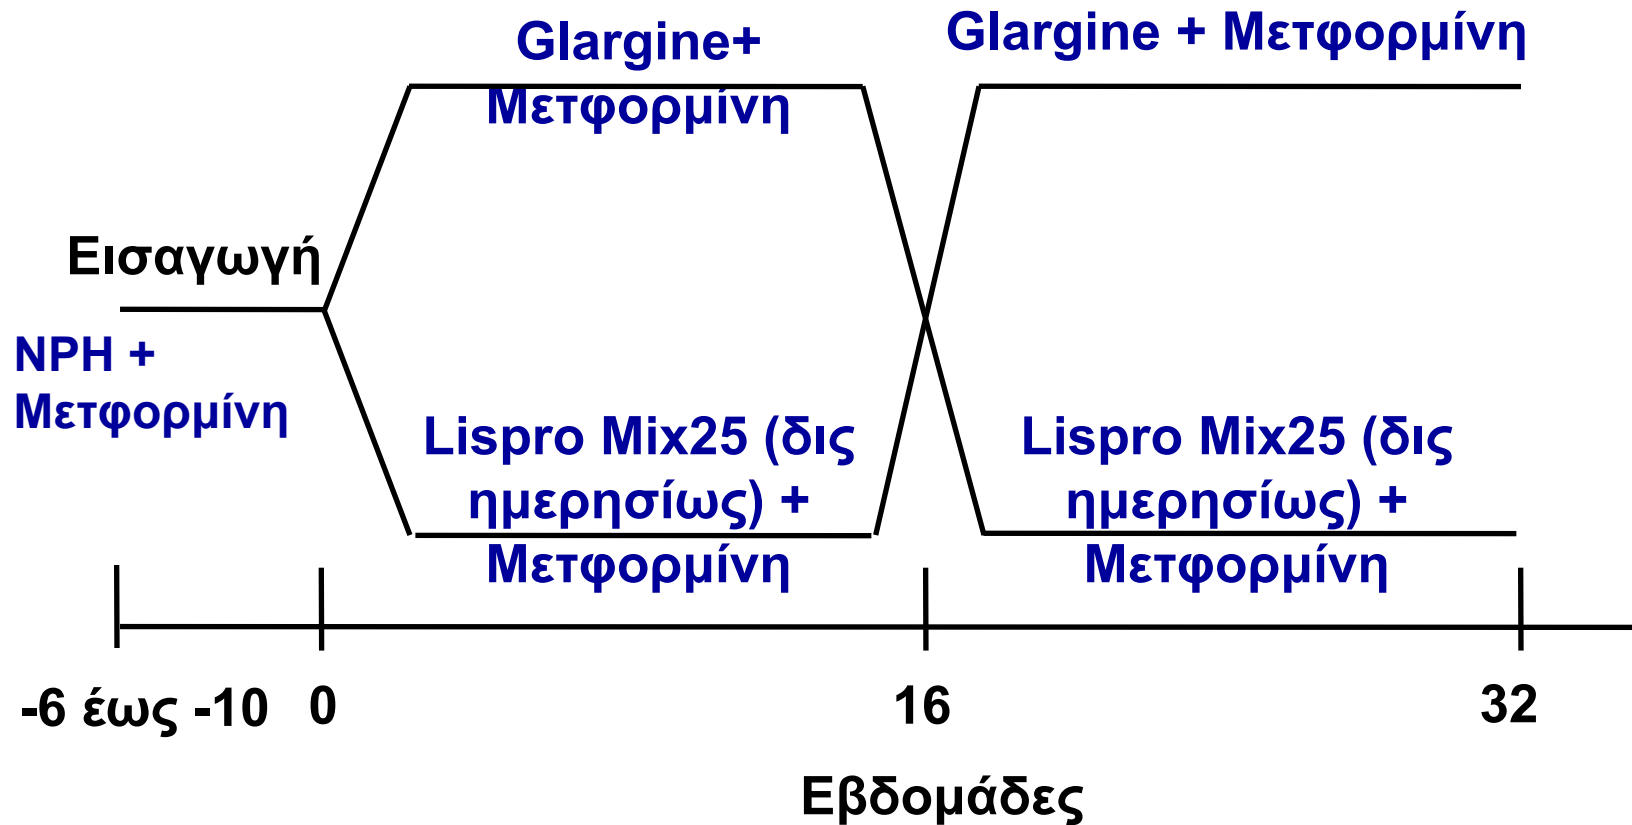 Glargine+
Μετφορμίνη
Glargine + Μετφορμίνη
Εισαγωγή
NPH +
Μετφορμίνη
Lispro Mix25 (δις
ημερησίως) +
Μετφορμίνη
Lispro Mix25 (δις
ημερησίως) +
Μετφορμίνη
-6 έως -10
0
16
32
Εβδομάδες